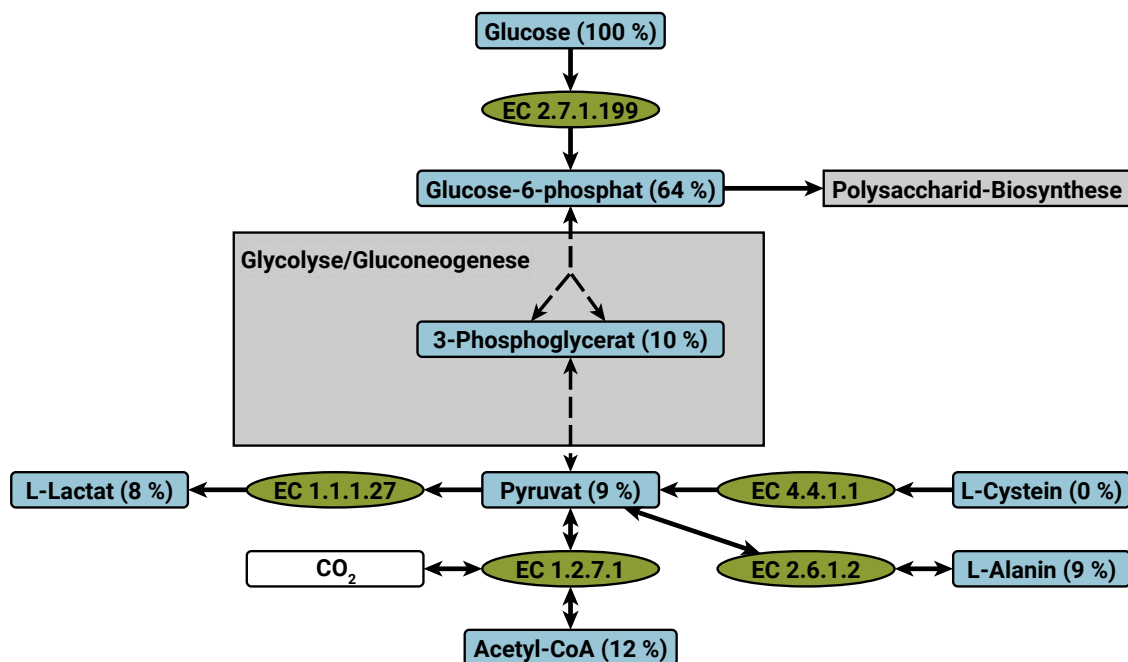 Glucose (100 %)
EC 2.7.1.199
Glucose-6-phosphat (64 %)
Polysaccharid-Biosynthese
Glycolyse/Gluconeogenese
3-Phosphoglycerat (10 %)
L-Lactat (8 %)
EC 1.1.1.27
Pyruvat (9 %)
EC 4.4.1.1
L-Cystein (0 %)
CO₂
EC 1.2.7.1
EC 2.6.1.2
L-Alanin (9 %)
Acetyl-CoA (12 %)